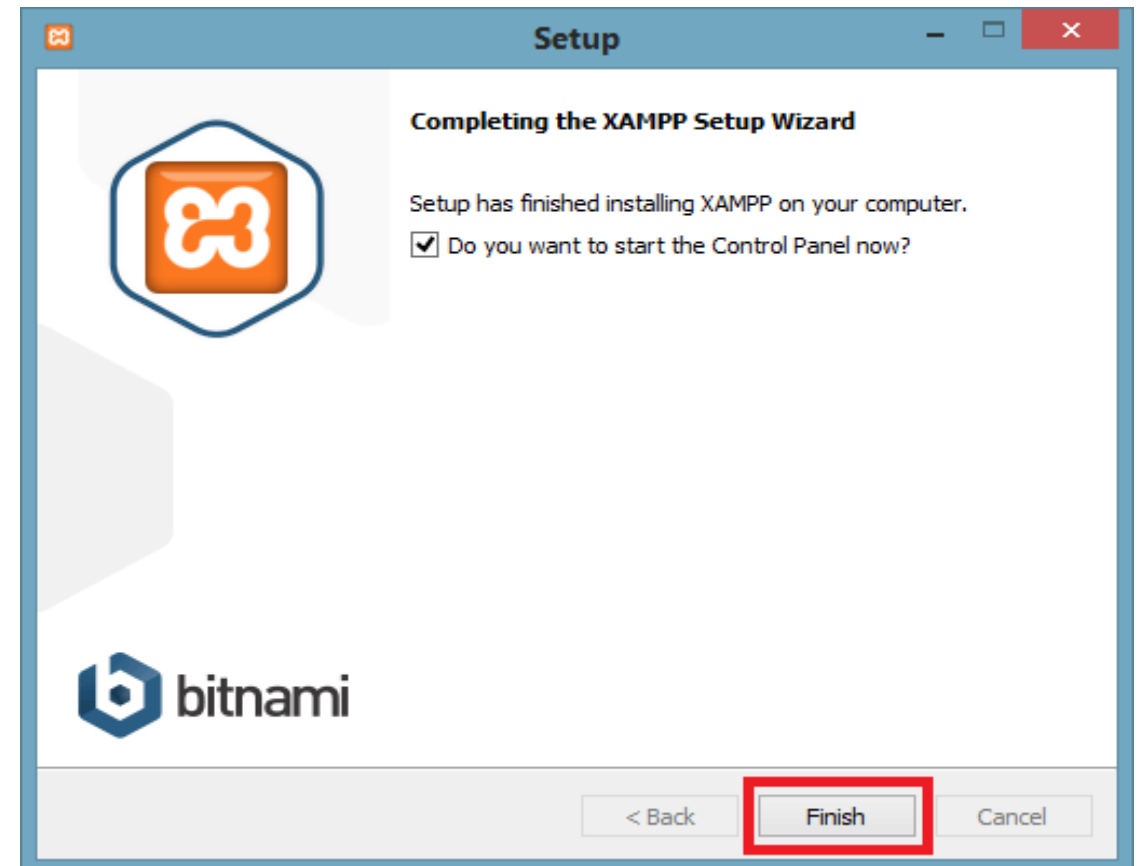 Setup
Completing the XAMPP Setup Wizard
Setup has finished installing XAMPP on your computer.
Do you want to start the Control Panel now?
bitnami
< Back
Finish
Cancel